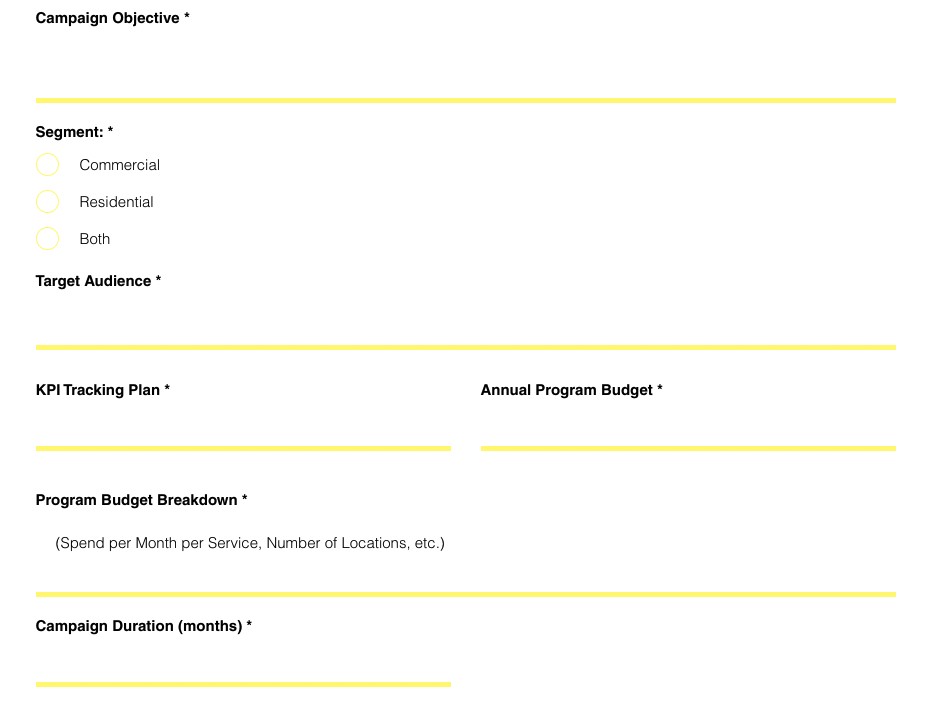 Campaign Objective *
Segment: *
Commercial
Residential
Both
Target Audience *
KPI Tracking Plan *
Annual Program Budget *
Program Budget Breakdown *
(Spend per Month per Service, Number of Locations, etc.)
Campaign Duration (months) *